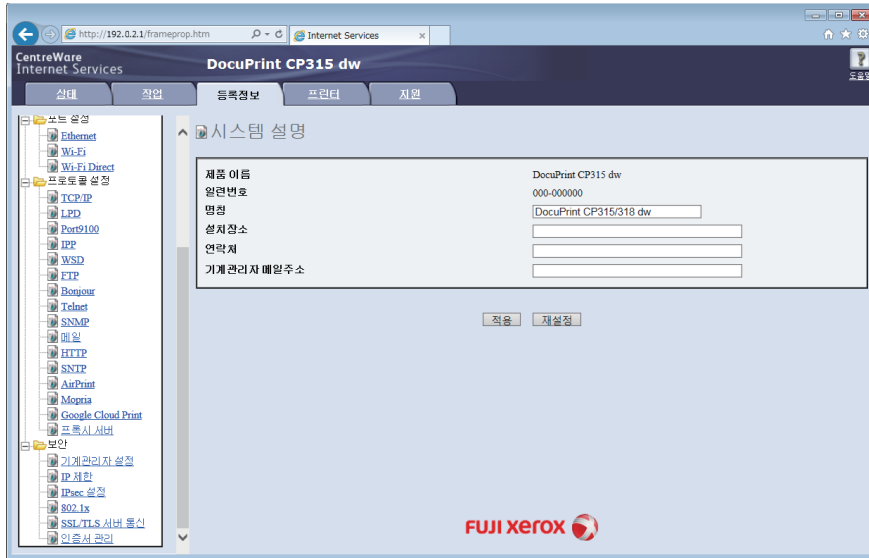 http://192.0.2.1/frameprop.htm
Internet Services
CentreWare
Internet Services
DocuPrint CP315 dw
도움말
상태
작업
등록정보
프린터
지원
포트 설정
Ethernet
Wi-Fi
Wi-Fi Direct
프로토콜 설정
TCP/IP
LPD
Port9100
IPP
WSD
FTP
Bonjour
Telnet
SNMP
메일
HTTP
SNTP
AirPrint
Mopria
Google Cloud Print
프록시 서버
보안
기계관리자 설정
IP 제한
IPsec 설정
802.1x
SSL/TLS 서버 통신
인증서 관리
시스템 설명
제품 이름 DocuPrint CP315 dw
일련번호 000-000000
명칭 DocuPrint CP315/318 dw
설치장소
연락처
기계관리자 메일주소
적용 재설정
FUJI xerox